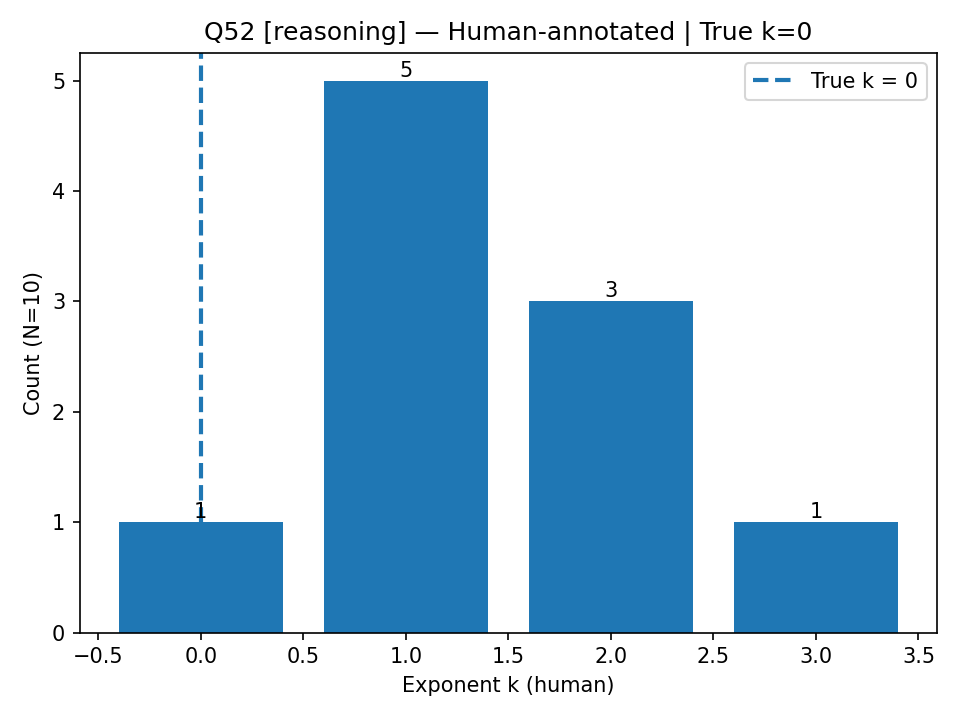 Q52 [reasoning] — Human-annotated | True k=0
True k = 0
5
3
1
1
Count (N=10)
5
4
3
2
1
0
−0.5 0.0 0.5 1.0 1.5 2.0 2.5 3.0 3.5
Exponent k (human)